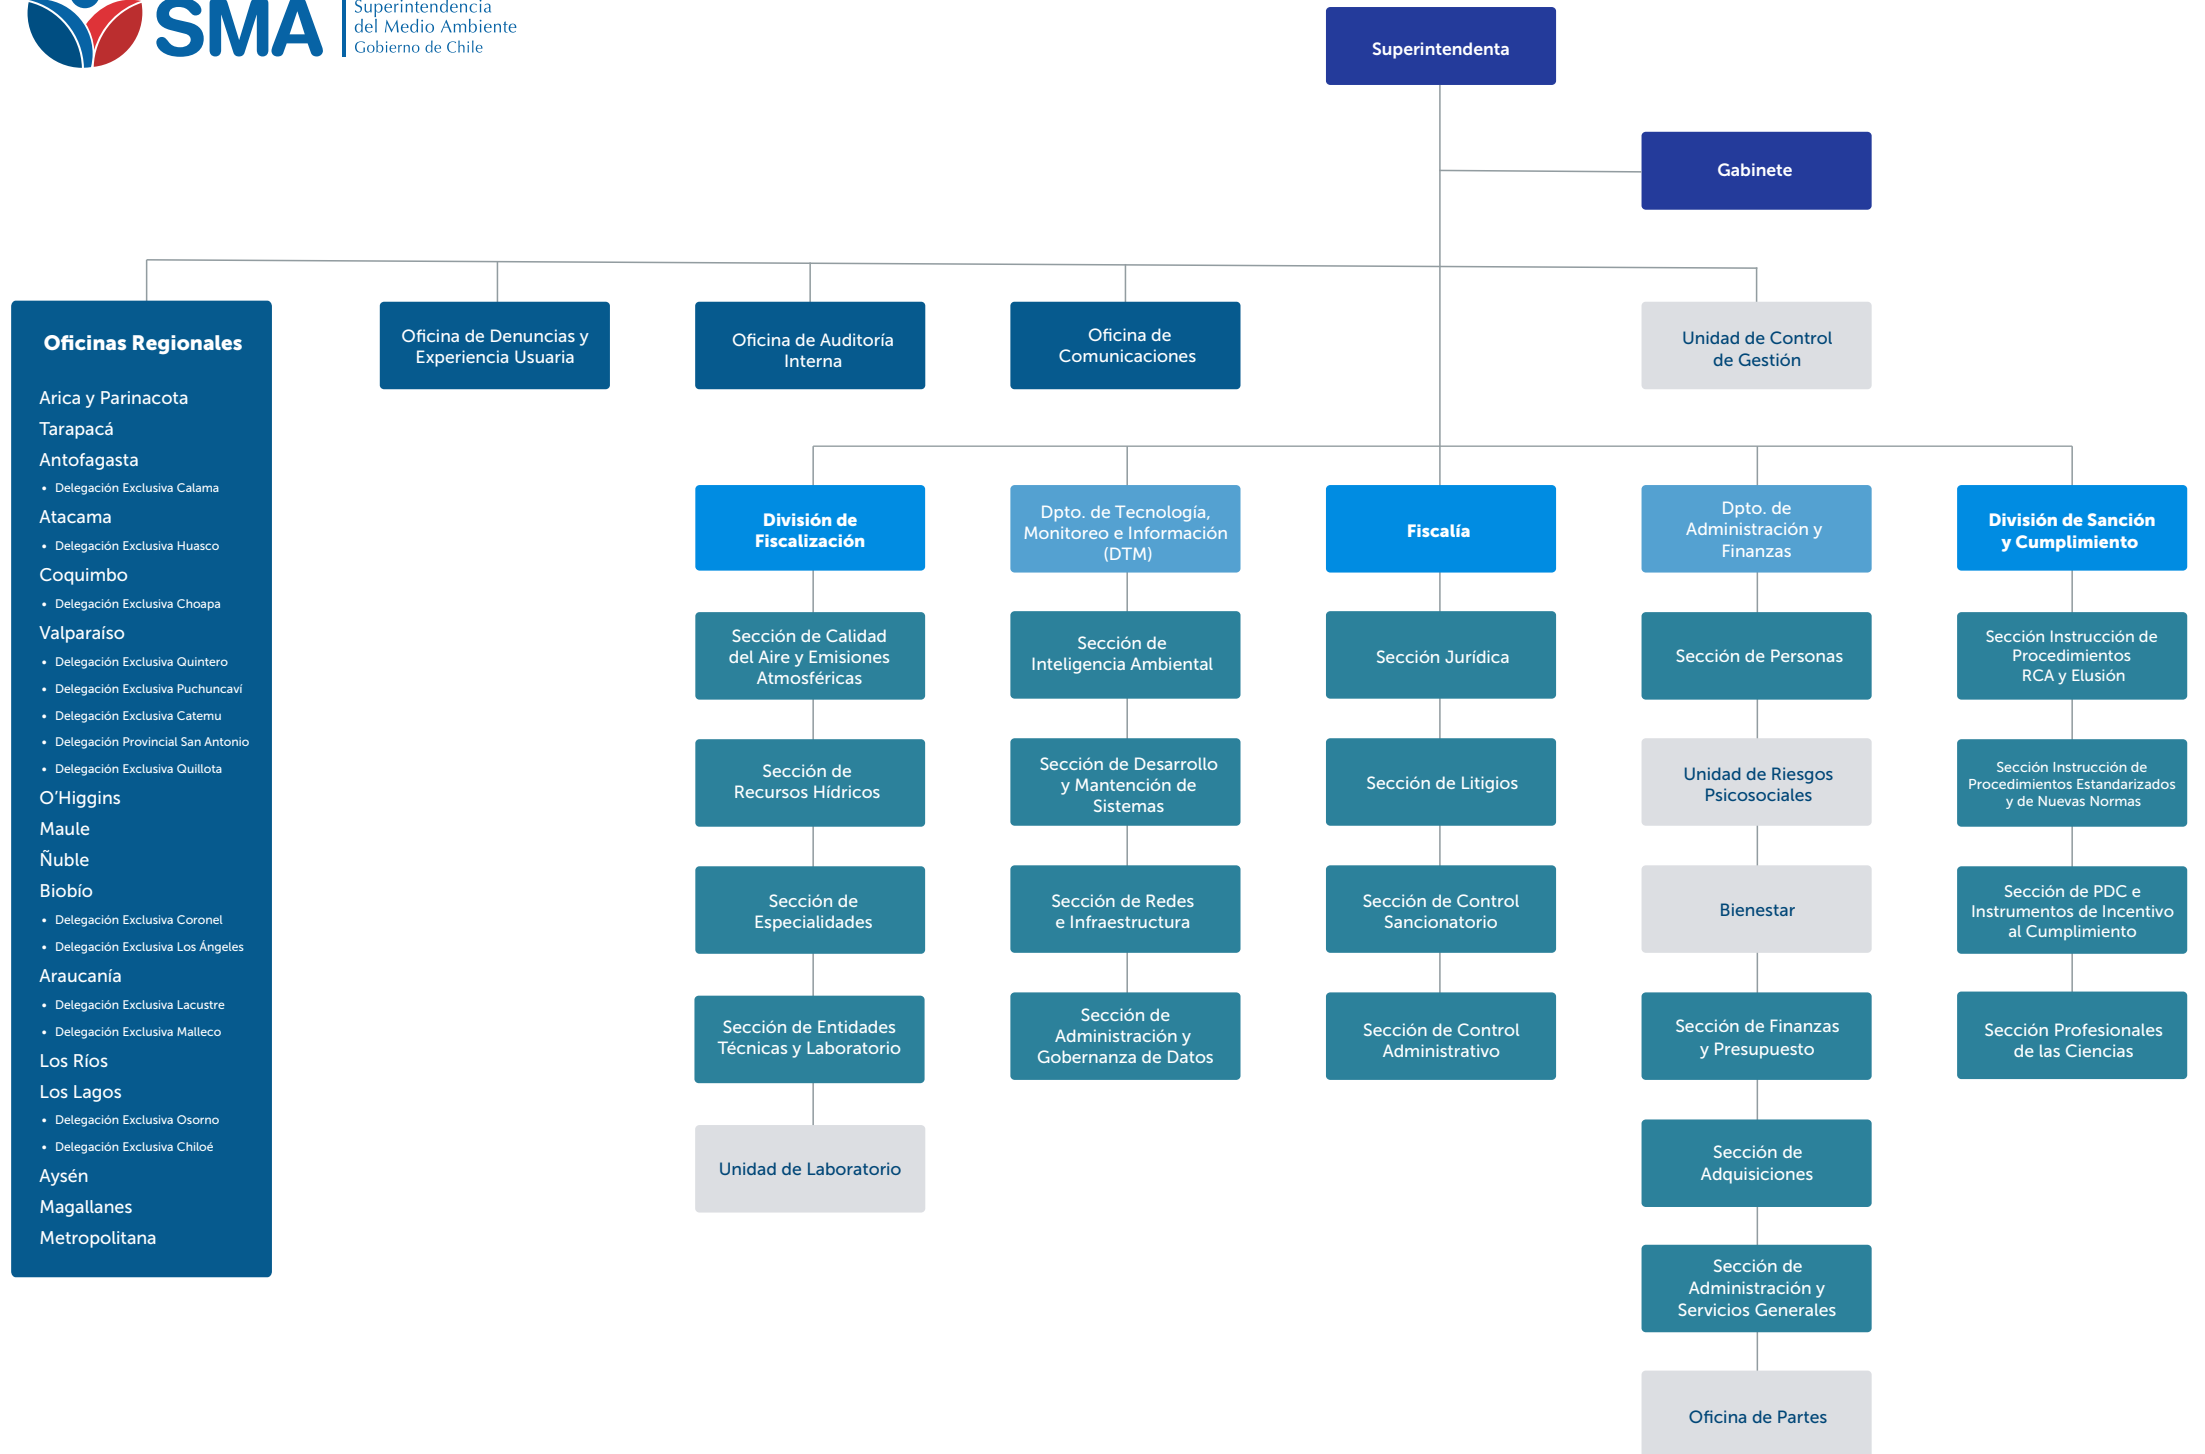 SMA
Superintendencia
del Medio Ambiente
Gobierno de Chile
Superintendenta
Gabinete
Oficinas Regionales
Arica y Parinacota
Tarapacá
Antofagasta
• Delegación Exclusiva Calama
Atacama
• Delegación Exclusiva Huasco
Coquimbo
• Delegación Exclusiva Choapa
Valparaíso
• Delegación Exclusiva Quintero
• Delegación Exclusiva Puchuncaví
• Delegación Exclusiva Catemu
• Delegación Provincial San Antonio
• Delegación Exclusiva Quillota
O’Higgins
Maule
Ñuble
Biobío
• Delegación Exclusiva Coronel
• Delegación Exclusiva Los Ángeles
Araucanía
• Delegación Exclusiva Lacustre
• Delegación Exclusiva Malleco
Los Ríos
Los Lagos
• Delegación Exclusiva Osorno
• Delegación Exclusiva Chiloé
Aysén
Magallanes
Metropolitana
Oficina de Denuncias y
Experiencia Usuaria
Oficina de Auditoría
Interna
Oficina de
Comunicaciones
Unidad de Control
de Gestión
División de
Fiscalización
Sección de Calidad
del Aire y Emisiones
Atmosféricas
Sección de
Recursos Hídricos
Sección de
Especialidades
Sección de Entidades
Técnicas y Laboratorio
Unidad de Laboratorio
Dpto. de Tecnología,
Monitoreo e Información
(DTM)
Sección de
Inteligencia Ambiental
Sección de Desarrollo
y Mantención de
Sistemas
Sección de Redes
e Infraestructura
Sección de
Administración y
Gobernanza de Datos
Fiscalía
Sección Jurídica
Sección de Litigios
Sección de Control
Sancionatorio
Sección de Control
Administrativo
Dpto. de
Administración y
Finanzas
Sección de Personas
Unidad de Riesgos
Psicosociales
Bienestar
Sección de Finanzas
y Presupuesto
Sección de
Adquisiciones
Sección de
Administración y
Servicios Generales
Oficina de Partes
División de Sanción
y Cumplimiento
Sección Instrucción de
Procedimientos
RCA y Elusión
Sección Instrucción de
Procedimientos Estandarizados
y de Nuevas Normas
Sección de PDC e
Instrumentos de Incentivo
al Cumplimiento
Sección Profesionales
de las Ciencias